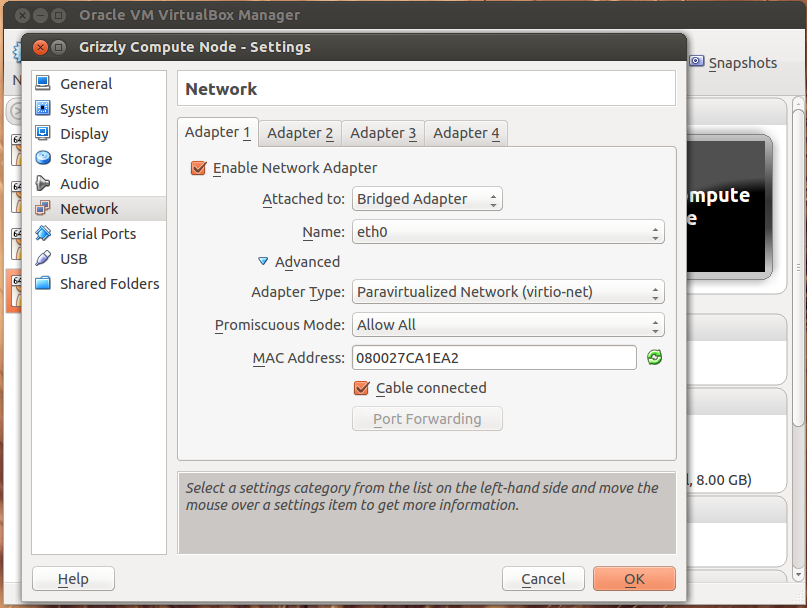 Oracle VM VirtualBox Manager
Grizzly Compute Node - Settings
Snapshots
General
System
Display
Storage
Audio
Network
Serial Ports
USB
Shared Folders
Network
Adapter 1 Adapter 2 Adapter 3 Adapter 4
Enable Network Adapter
Attached to: Bridged Adapter
Name: eth0
Advanced
Adapter Type: Paravirtualized Network (virtio-net)
Promiscuous Mode: Allow All
MAC Address: 080027CA1EA2
Cable connected
Port Forwarding
Select a settings category from the list on the left-hand side and move the
mouse over a settings item to get more information.
Help Cancel OK
mpute
e
, 8.00 GB)